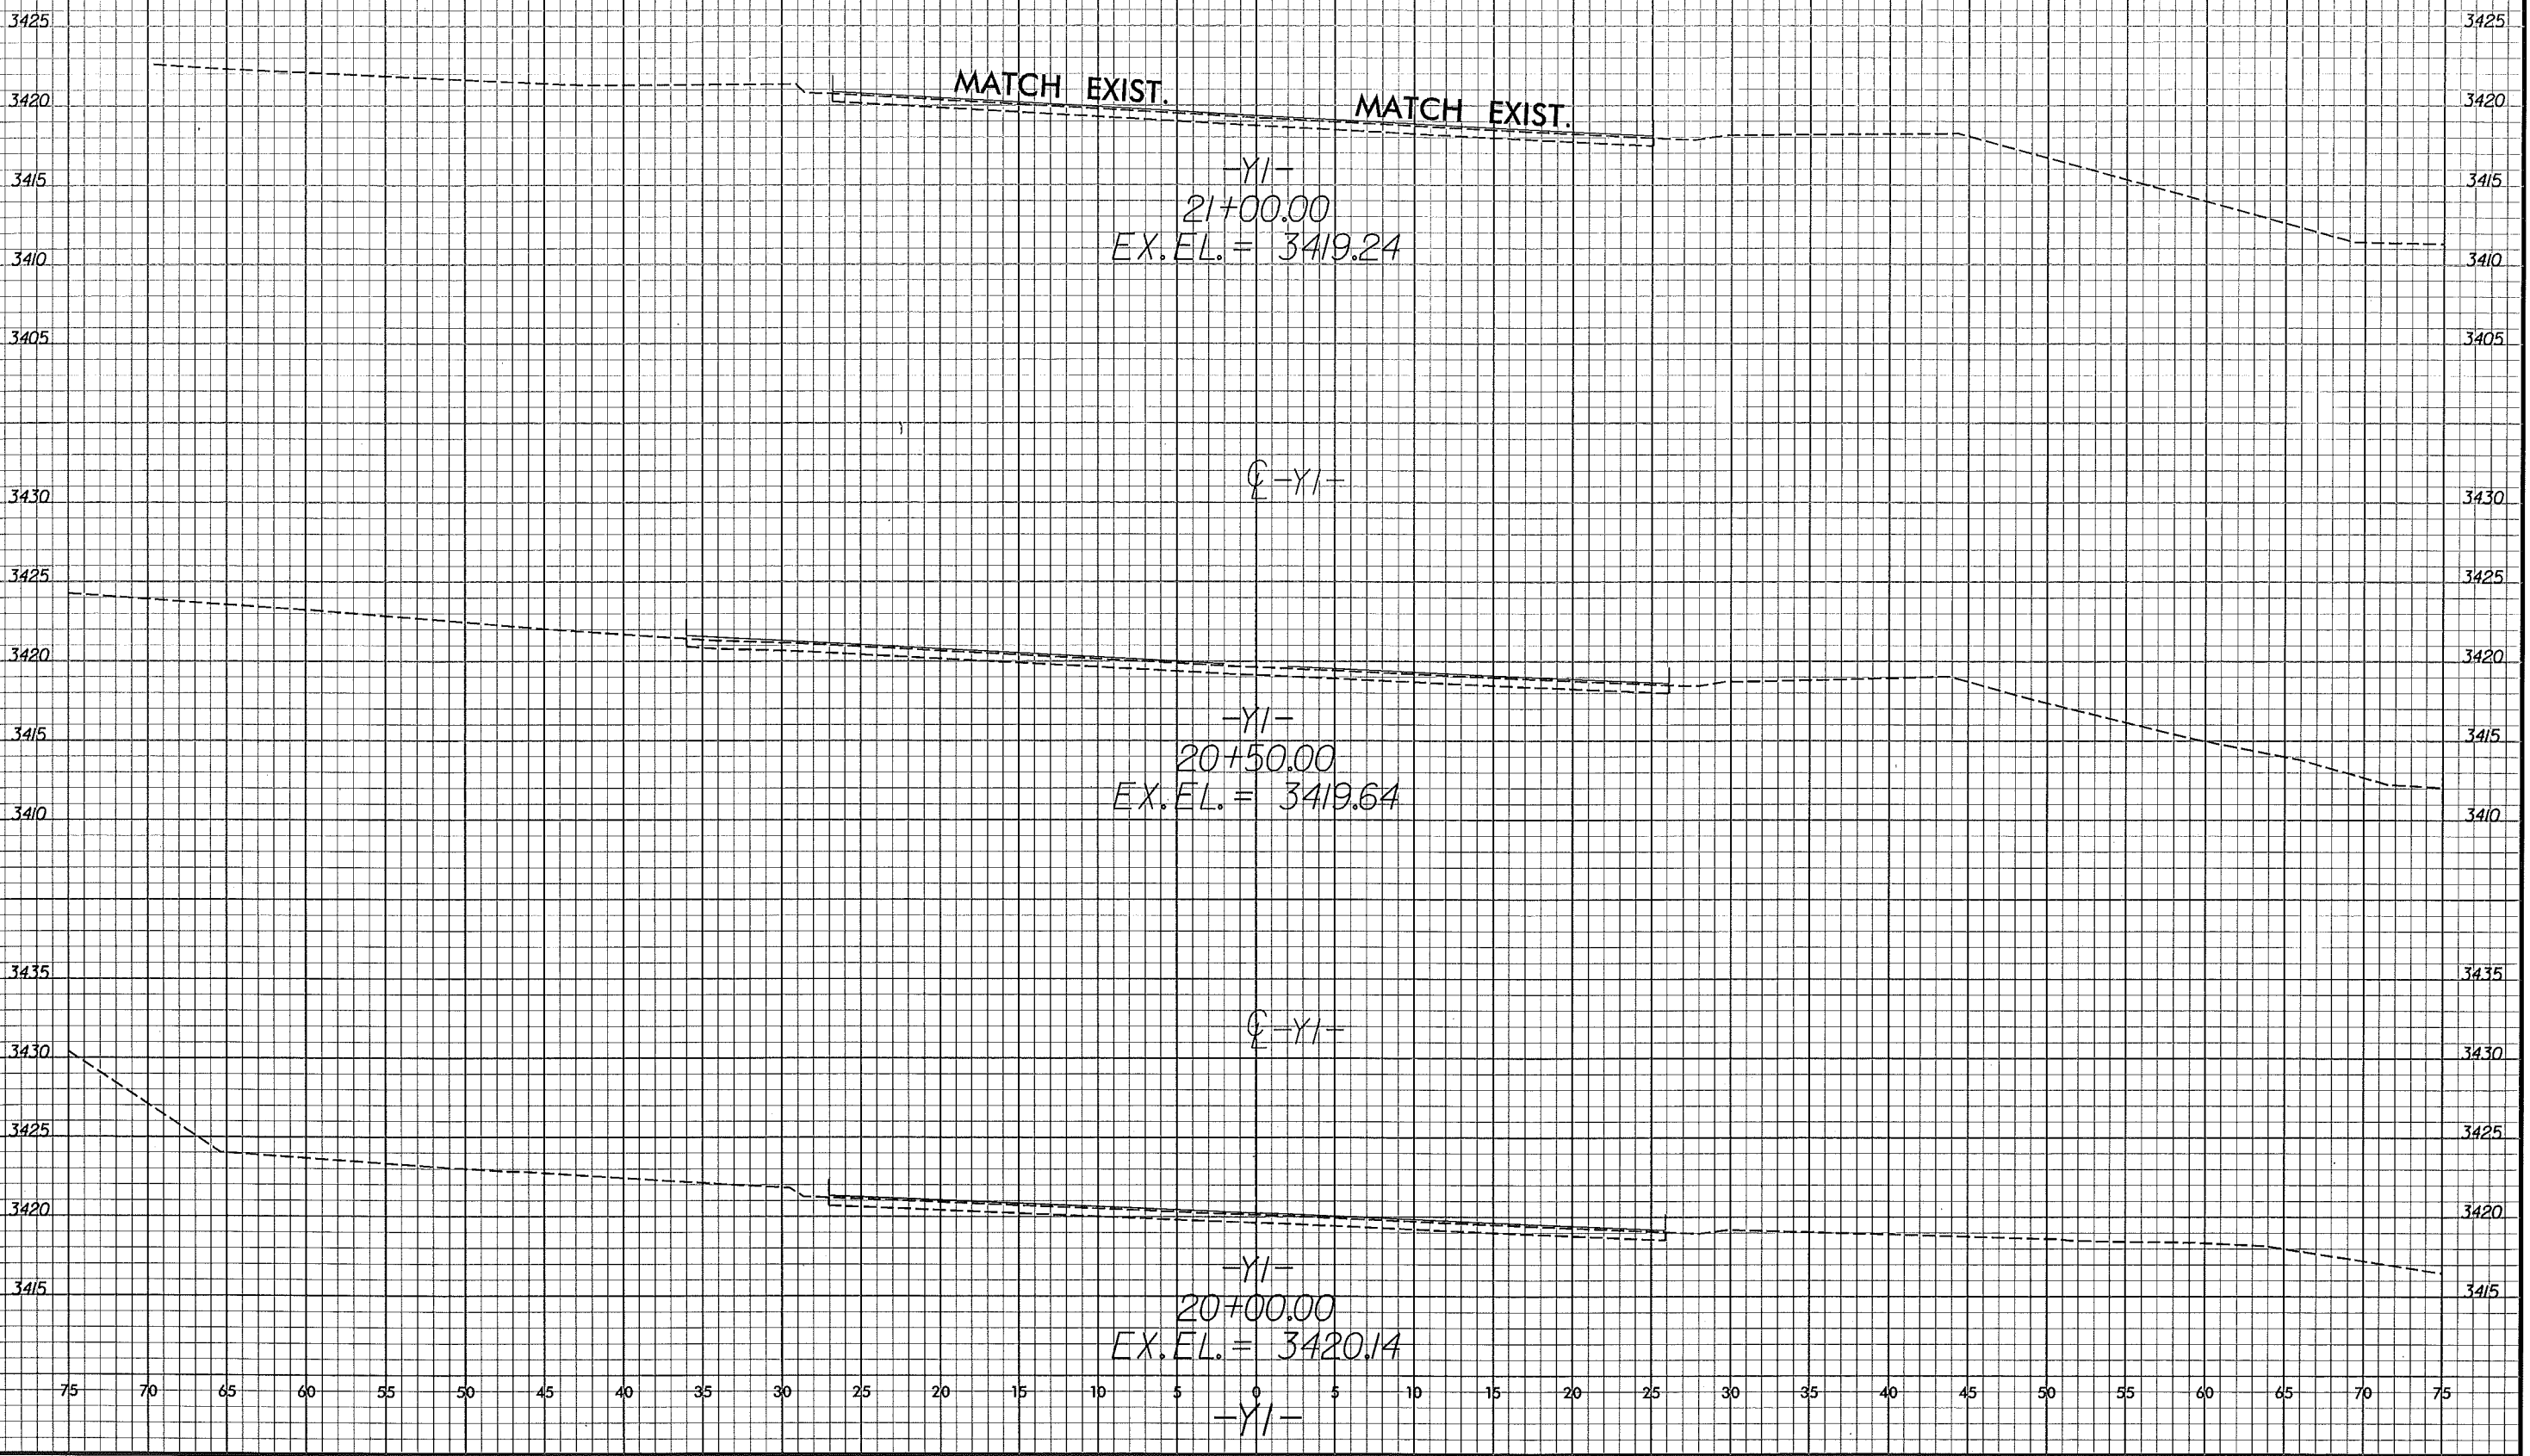 3425 3425
MATCH EXIST.
3420 MATCH EXIST. 3420
-Y1-
3415 3415
21+00.00
EX. EL. = 3419.24
3410 3410
3405 3405
℄ -Y1-
3430 3430
3425 3425
3420 3420
-Y1-
3415 3415
20+50.00
EX. EL. = 3419.64
3410 3410
3435 3435
℄ -Y1-
3430 3430
3425 3425
3420 3420
-Y1-
3415 3415
20+00.00
EX. EL. = 3420.14
75 70 65 60 55 50 45 40 35 30 25 20 15 10 5 0 5 10 15 20 25 30 35 40 45 50 55 60 65 70 75
-Y1-